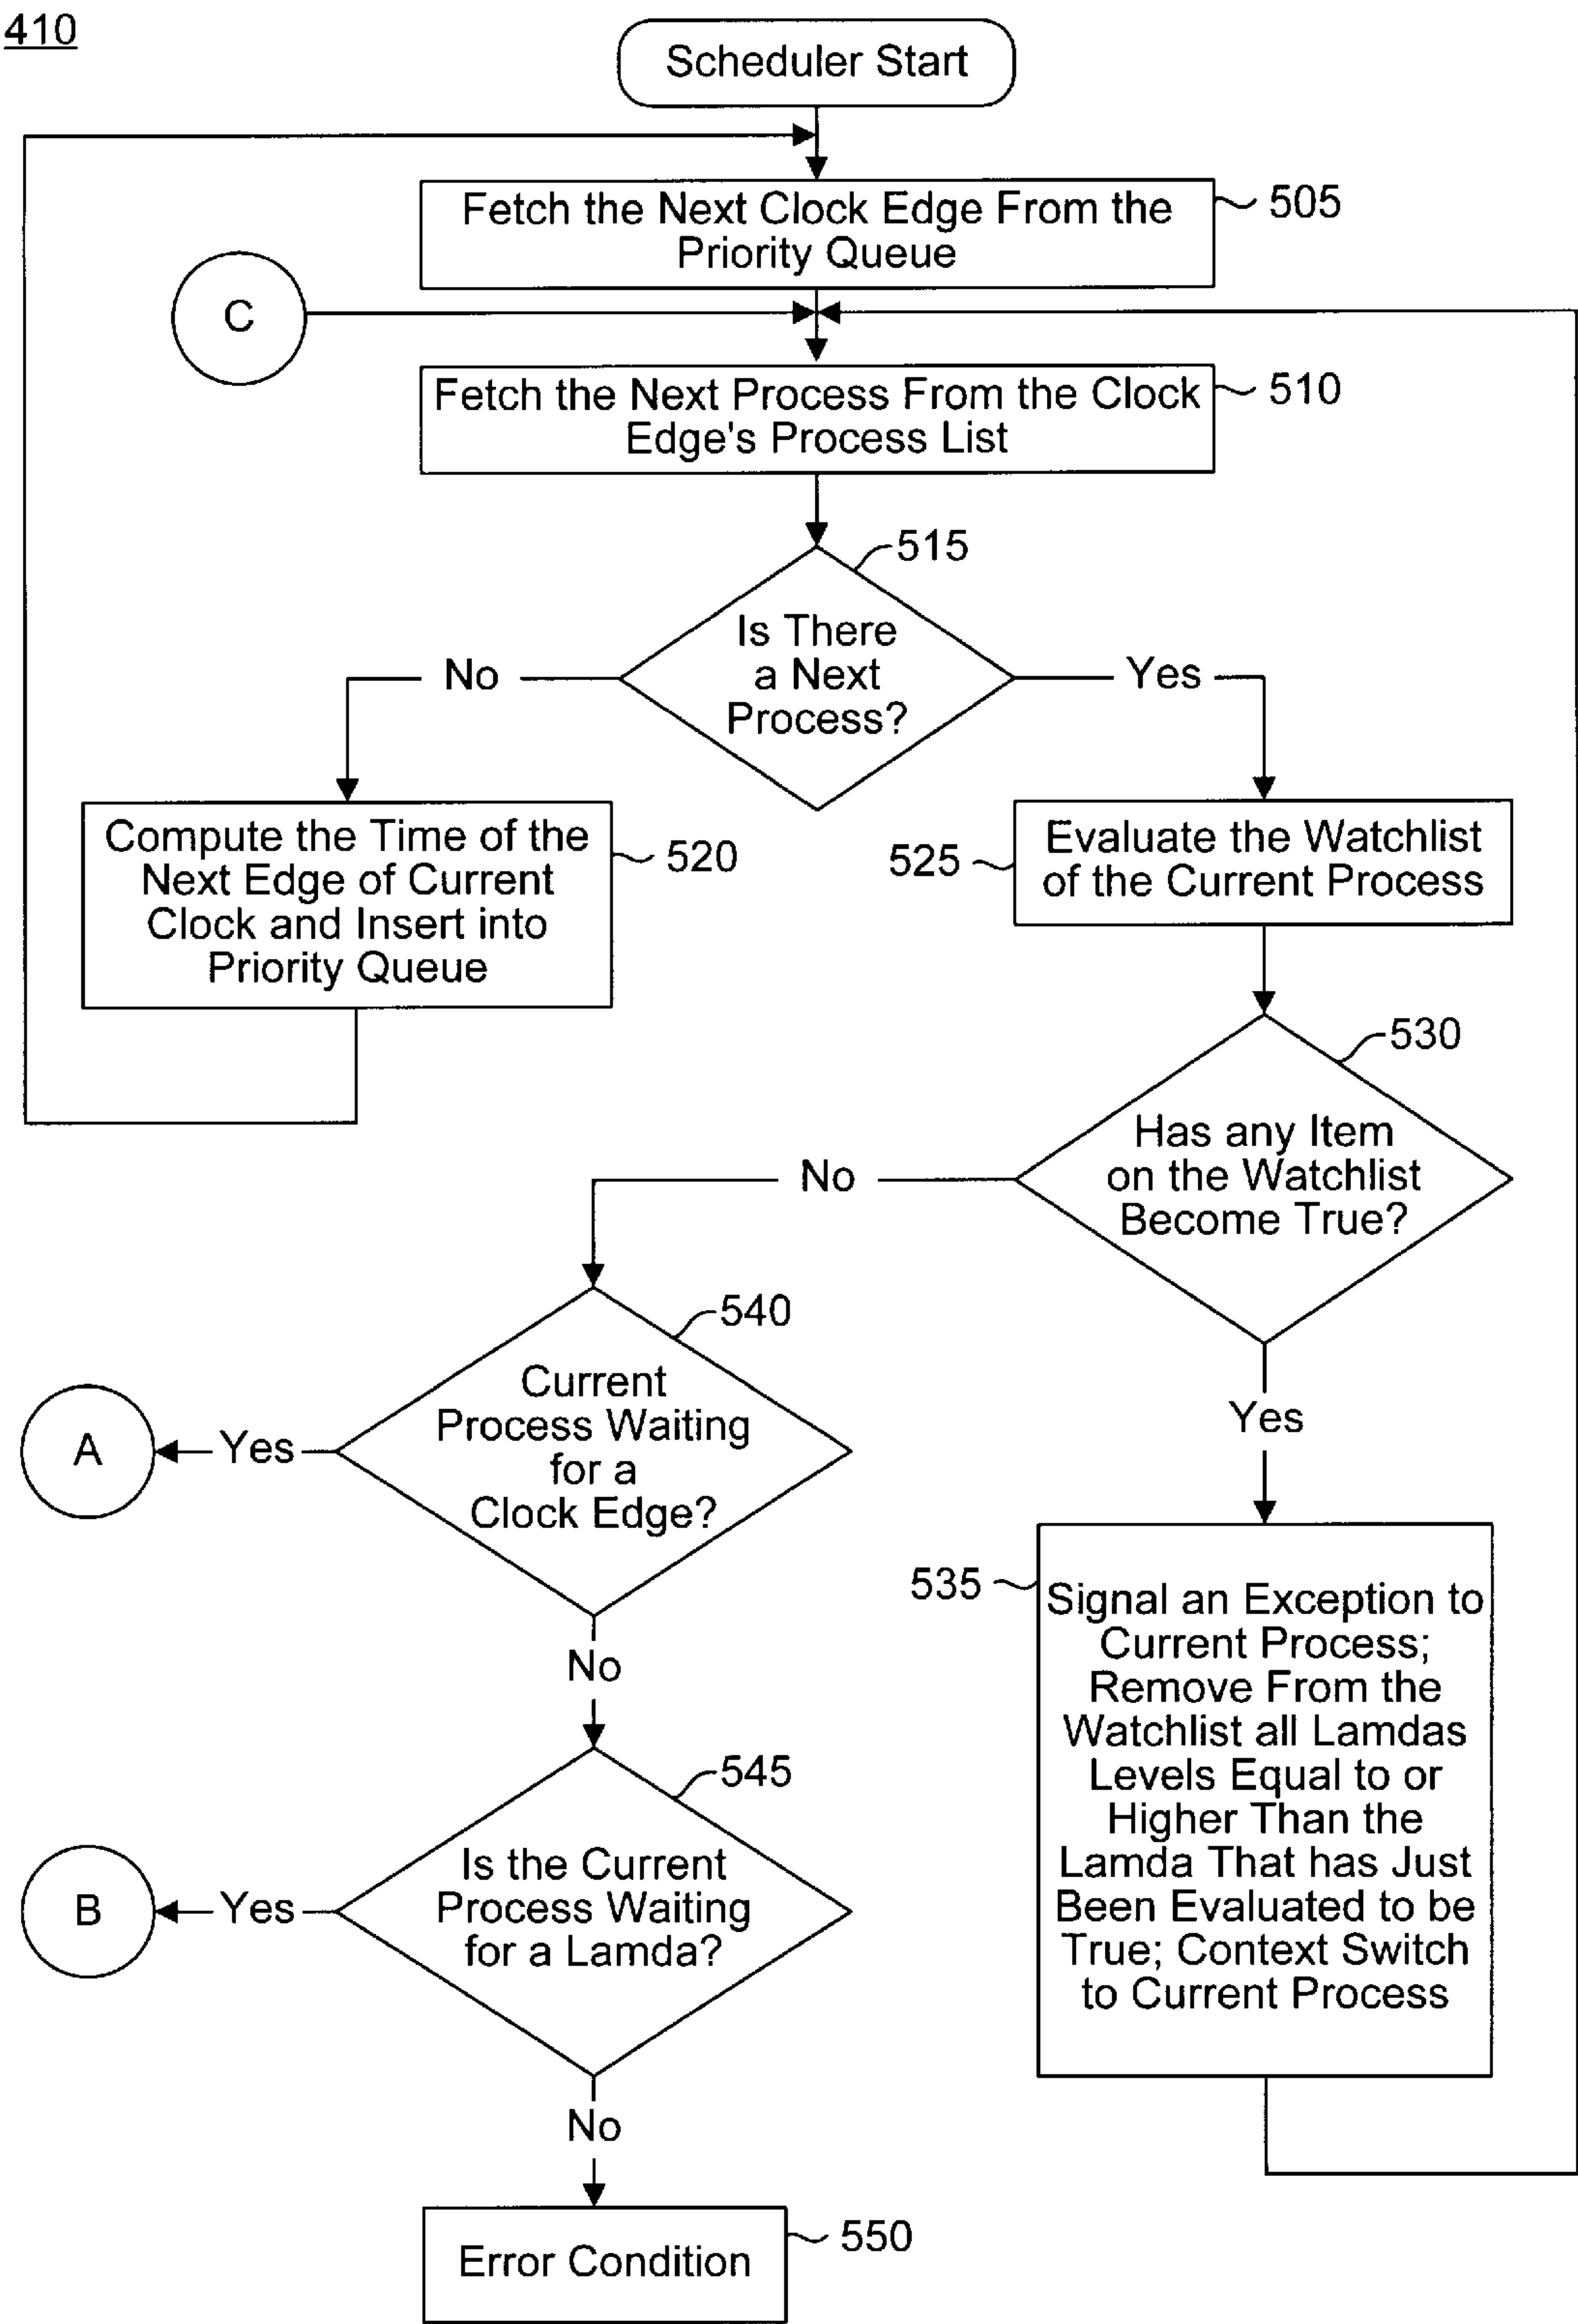 410
Scheduler Start
Fetch the Next Clock Edge From the
Priority Queue
505
C
Fetch the Next Process From the Clock
Edge's Process List
510
515
Is There
a Next
Process?
No
Yes
Compute the Time of the
Next Edge of Current
Clock and Insert into
Priority Queue
520
525
Evaluate the Watchlist
of the Current Process
530
Has any Item
on the Watchlist
Become True?
No
Yes
540
Current
Process Waiting
for a
Clock Edge?
Yes
A
No
535
Signal an Exception to
Current Process;
Remove From the
Watchlist all Lamdas
Levels Equal to or
Higher Than the
Lamda That has Just
Been Evaluated to be
True; Context Switch
to Current Process
545
Is the Current
Process Waiting
for a Lamda?
Yes
B
No
Error Condition
550